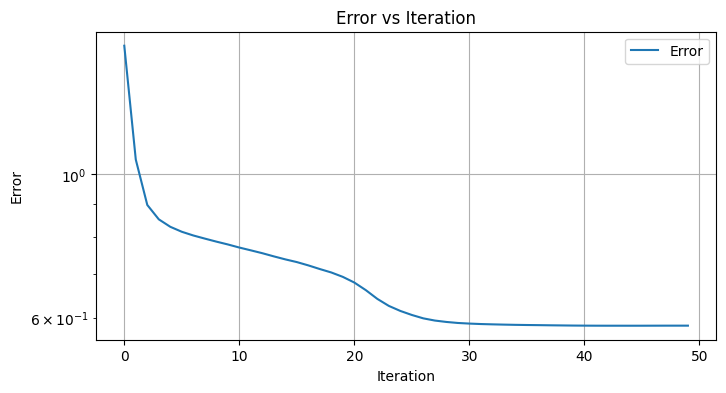 Error vs Iteration
Error
10^0
6 × 10^−1
Error
0 10 20 30 40 50
Iteration